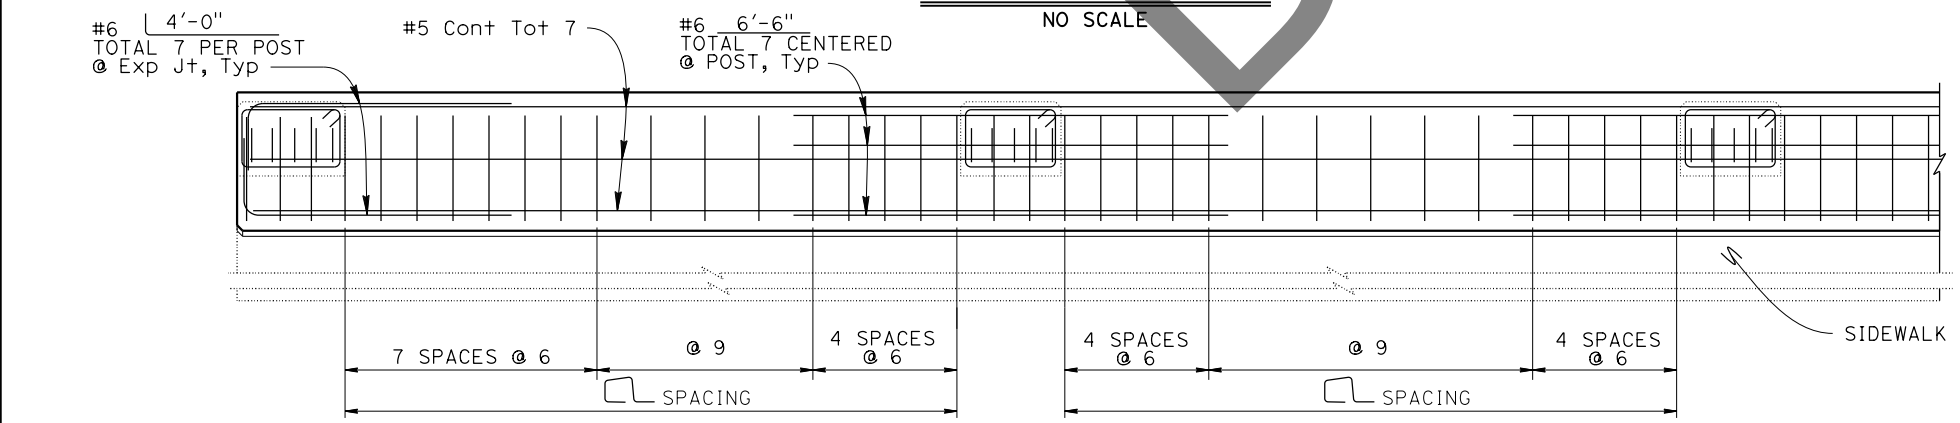 NO SCALE
#6 4'-0"
TOTAL 7 PER POST
@ Exp Jt, Typ
#5 Cont Tot 7
#6 6'-6"
TOTAL 7 CENTERED
@ POST, Typ
7 SPACES @ 6
@ 9
4 SPACES
@ 6
4 SPACES
@ 6
@ 9
4 SPACES
@ 6
SIDEWALK
SPACING
SPACING